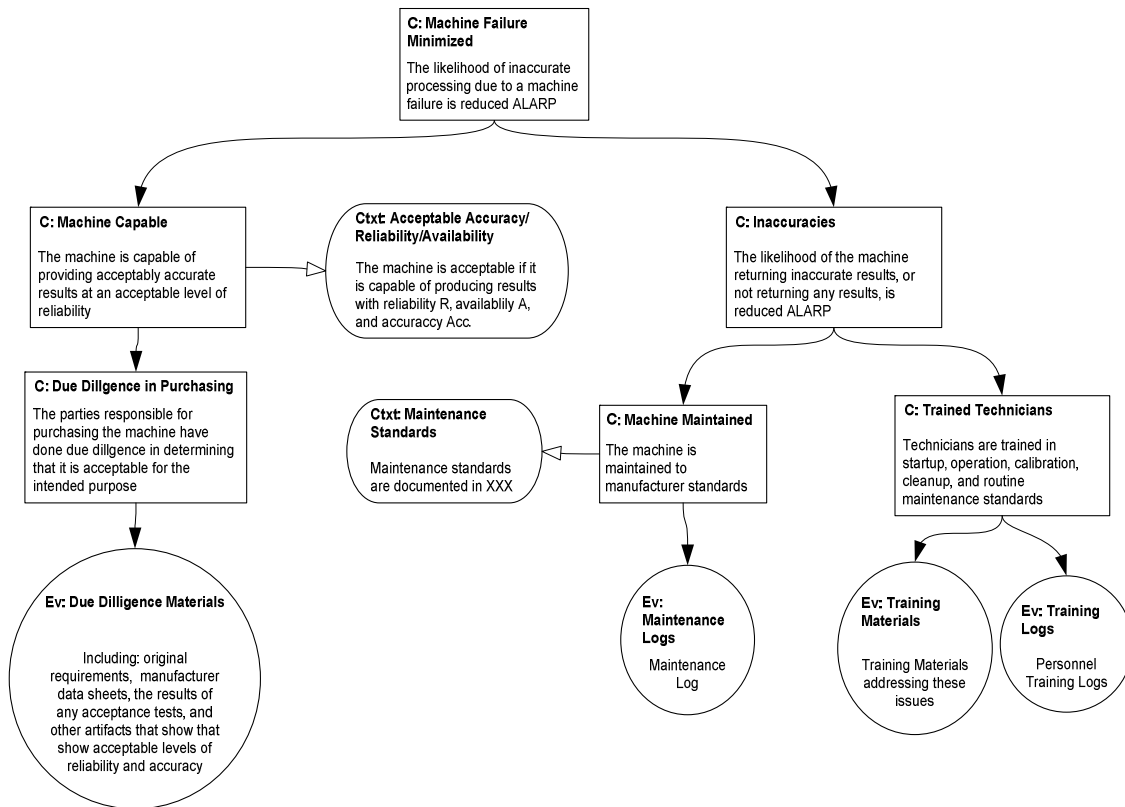 C: Machine Failure
Minimized
The likelihood of inaccurate
processing due to a machine
failure is reduced ALARP
C: Machine Capable
The machine is capable of
providing acceptably accurate
results at an acceptable level of
reliability
Ctxt: Acceptable Accuracy/
Reliability/Availability
The machine is acceptable if it
is capable of producing results
with reliability R, availablily A,
and accuraccy Acc.
C: Inaccuracies
The likelihood of the machine
returning inaccurate results, or
not returning any results, is
reduced ALARP
C: Due Dillgence in Purchasing
The parties responsible for
purchasing the machine have
done due dillgence in determining
that it is acceptable for the
intended purpose
Ctxt: Maintenance
Standards
Maintenance standards
are documented in XXX
C: Machine Maintained
The machine is
maintained to
manufacturer standards
C: Trained Technicians
Technicians are trained in
startup, operation, calibration,
cleanup, and routine
maintenance standards
Ev: Due Dilligence Materials
Including: original
requirements, manufacturer
data sheets, the results of
any acceptance tests, and
other artifacts that show that
show acceptable levels of
reliability and accuracy
Ev:
Maintenance
Logs
Maintenance
Log
Ev: Training
Materials
Training Materials
addressing these
issues
Ev: Training
Logs
Personnel
Training Logs